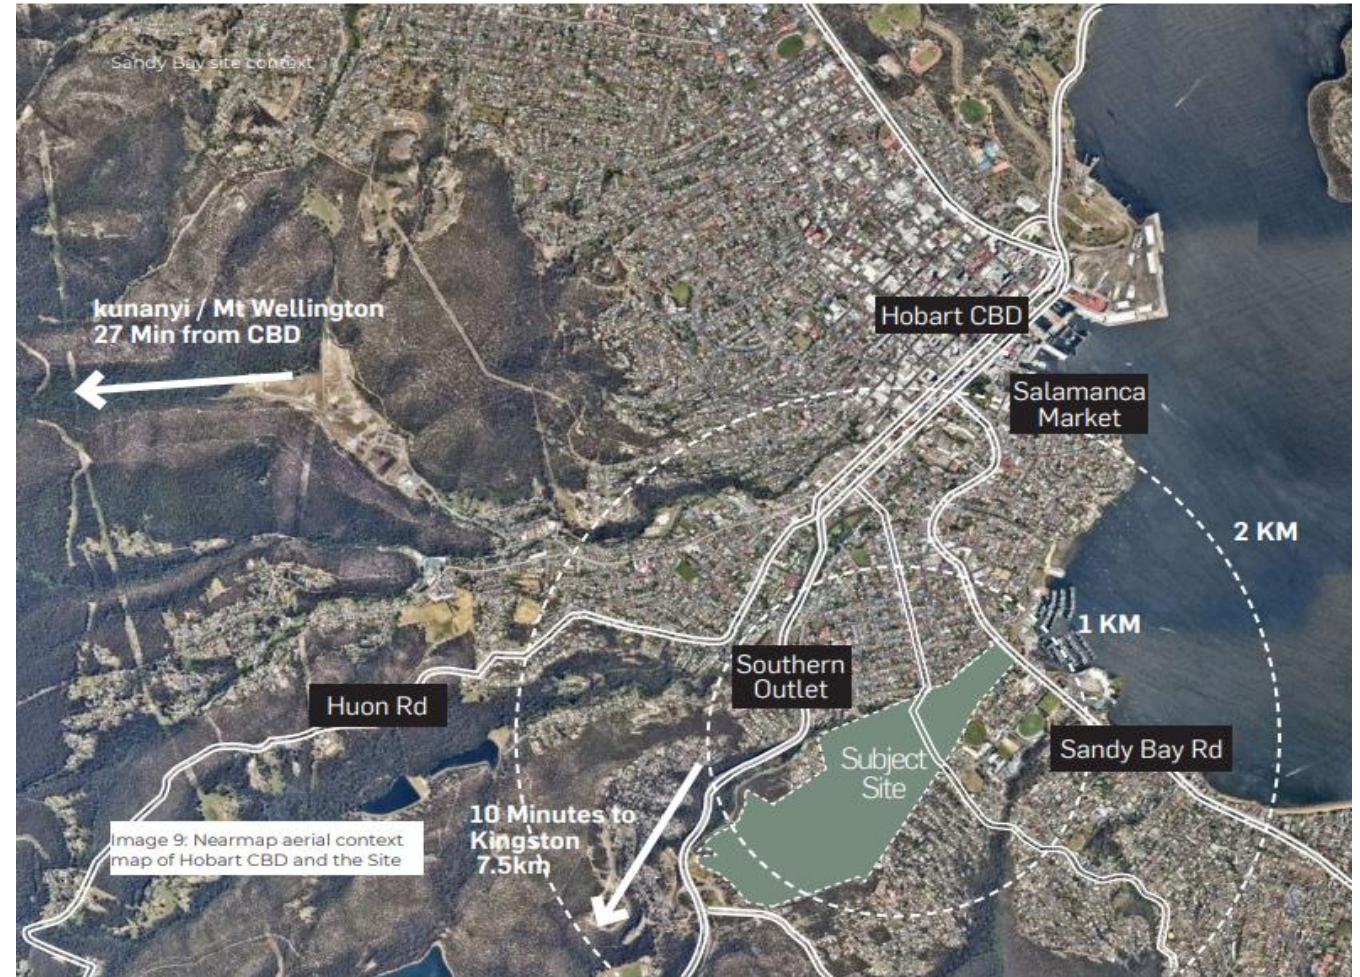 Sandy Bay site context
kunanyi / Mt Wellington
27 Min from CBD
Hobart CBD
Salamanca
Market
2 KM
1 KM
Southern
Outlet
Huon Rd
Subject
Site
Sandy Bay Rd
10 Minutes to
Kingston
7.5km
Image 9: Nearmap aerial context
map of Hobart CBD and the Site